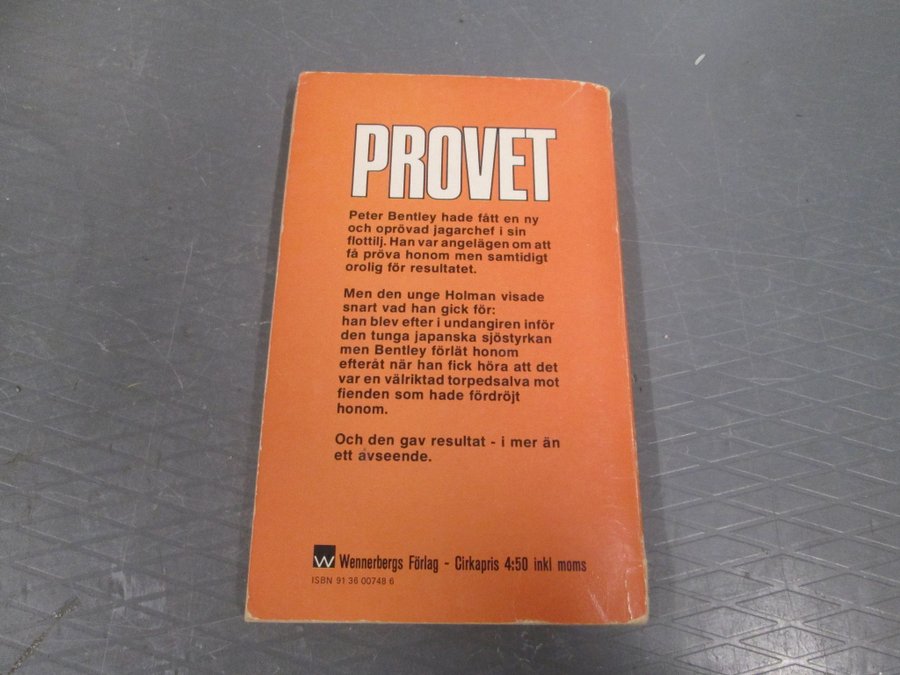 PROVET
Peter Bentley hade fått en ny
och oprövad jagarchef i sin
flottilj. Han var angelägen om att
få pröva honom men samtidigt
orolig för resultatet.
Men den unge Holman visade
snart vad han gick för:
han blev efter i undangiren inför
den tunga japanska sjöstyrkan
men Bentley förlät honom
efteråt när han fick höra att det
var en välriktad torpedsalva mot
fienden som hade fördröjt
honom.
Och den gav resultat - i mer än
ett avseende.
W Wennerbergs Förlag - Cirkapris 4:50 inkl moms
ISBN 91 36 00748 6